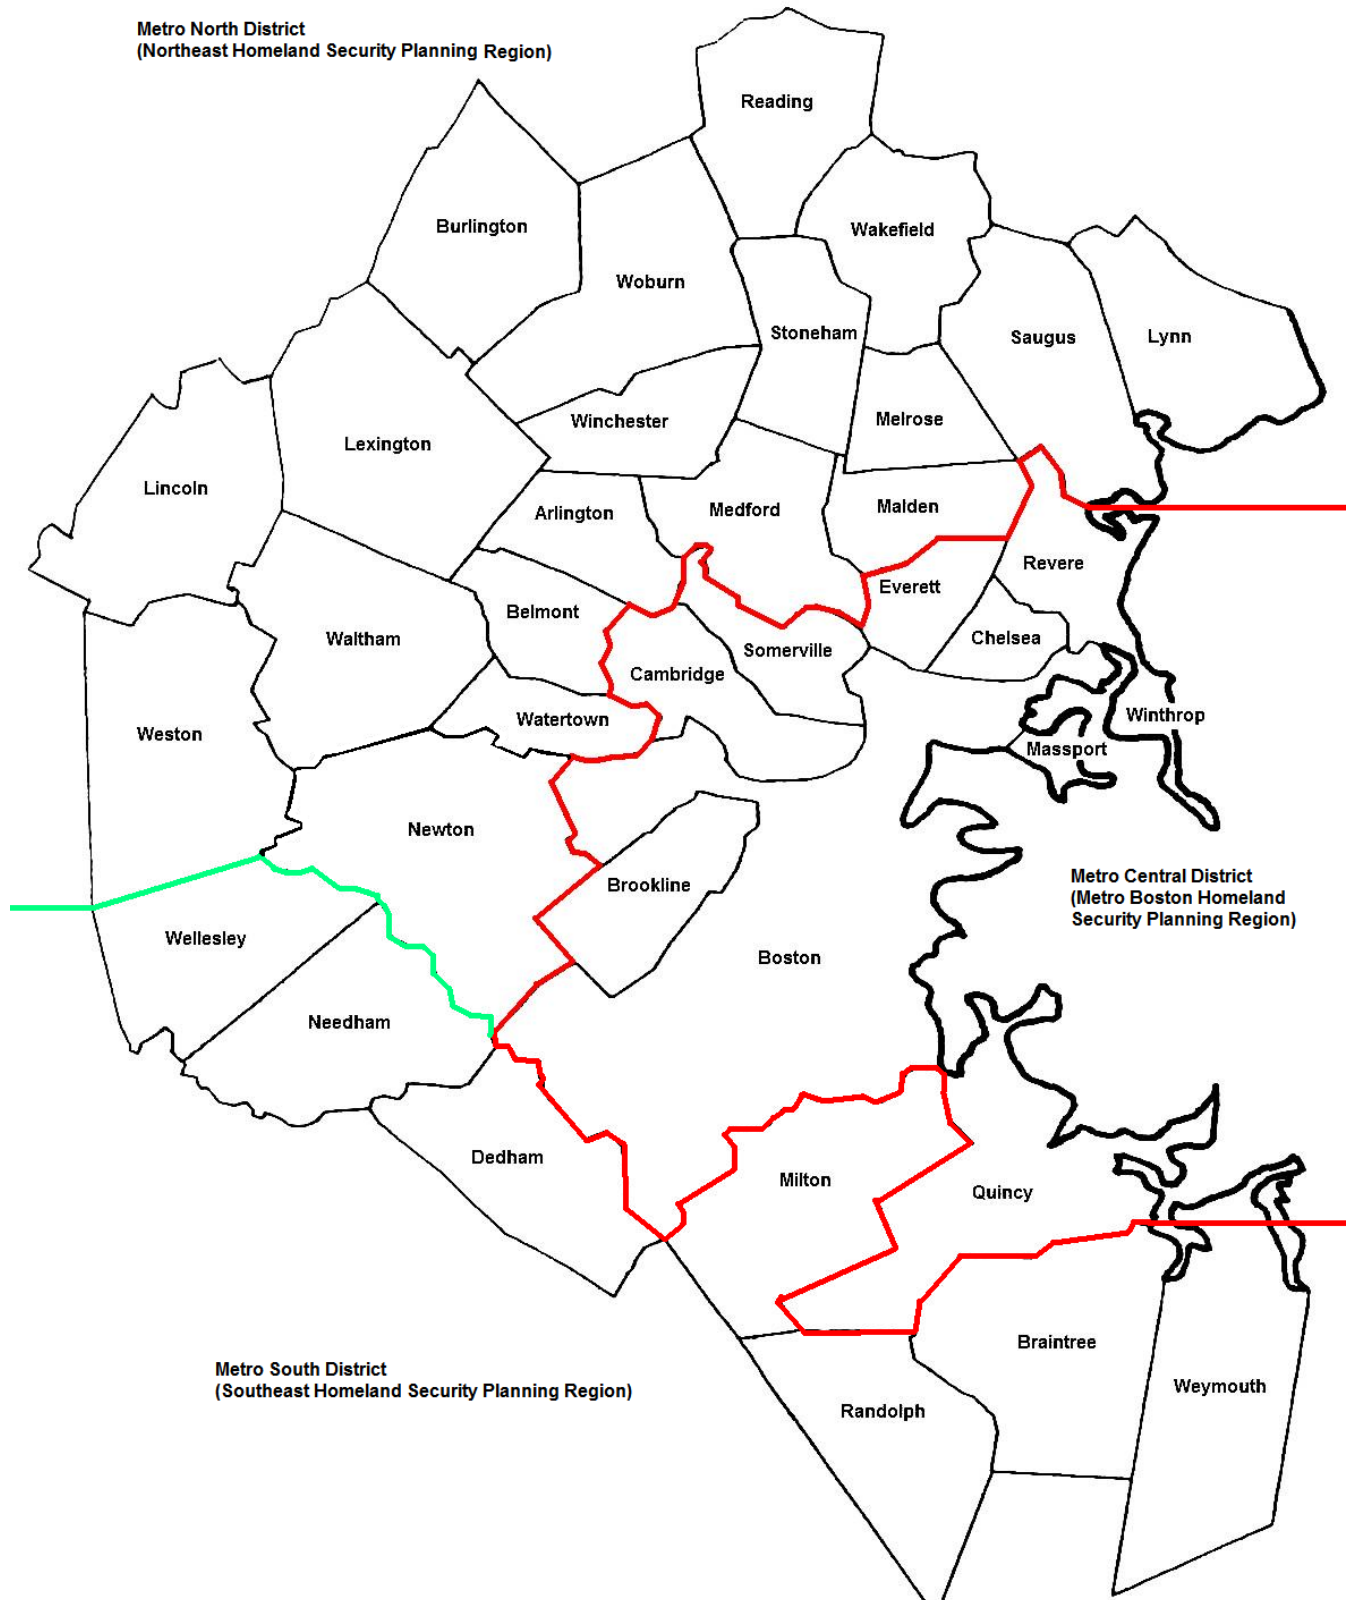 Metro North District
(Northeast Homeland Security Planning Region)
Reading
Burlington
Wakefield
Woburn
Stoneham
Saugus
Lynn
Winchester
Melrose
Lexington
Lincoln
Arlington
Medford
Malden
Revere
Everett
Belmont
Waltham
Chelsea
Somerville
Cambridge
Watertown
Winthrop
Weston
Massport
Newton
Brookline
Metro Central District
(Metro Boston Homeland
Security Planning Region)
Wellesley
Boston
Needham
Dedham
Milton
Quincy
Braintree
Metro South District
(Southeast Homeland Security Planning Region)
Weymouth
Randolph